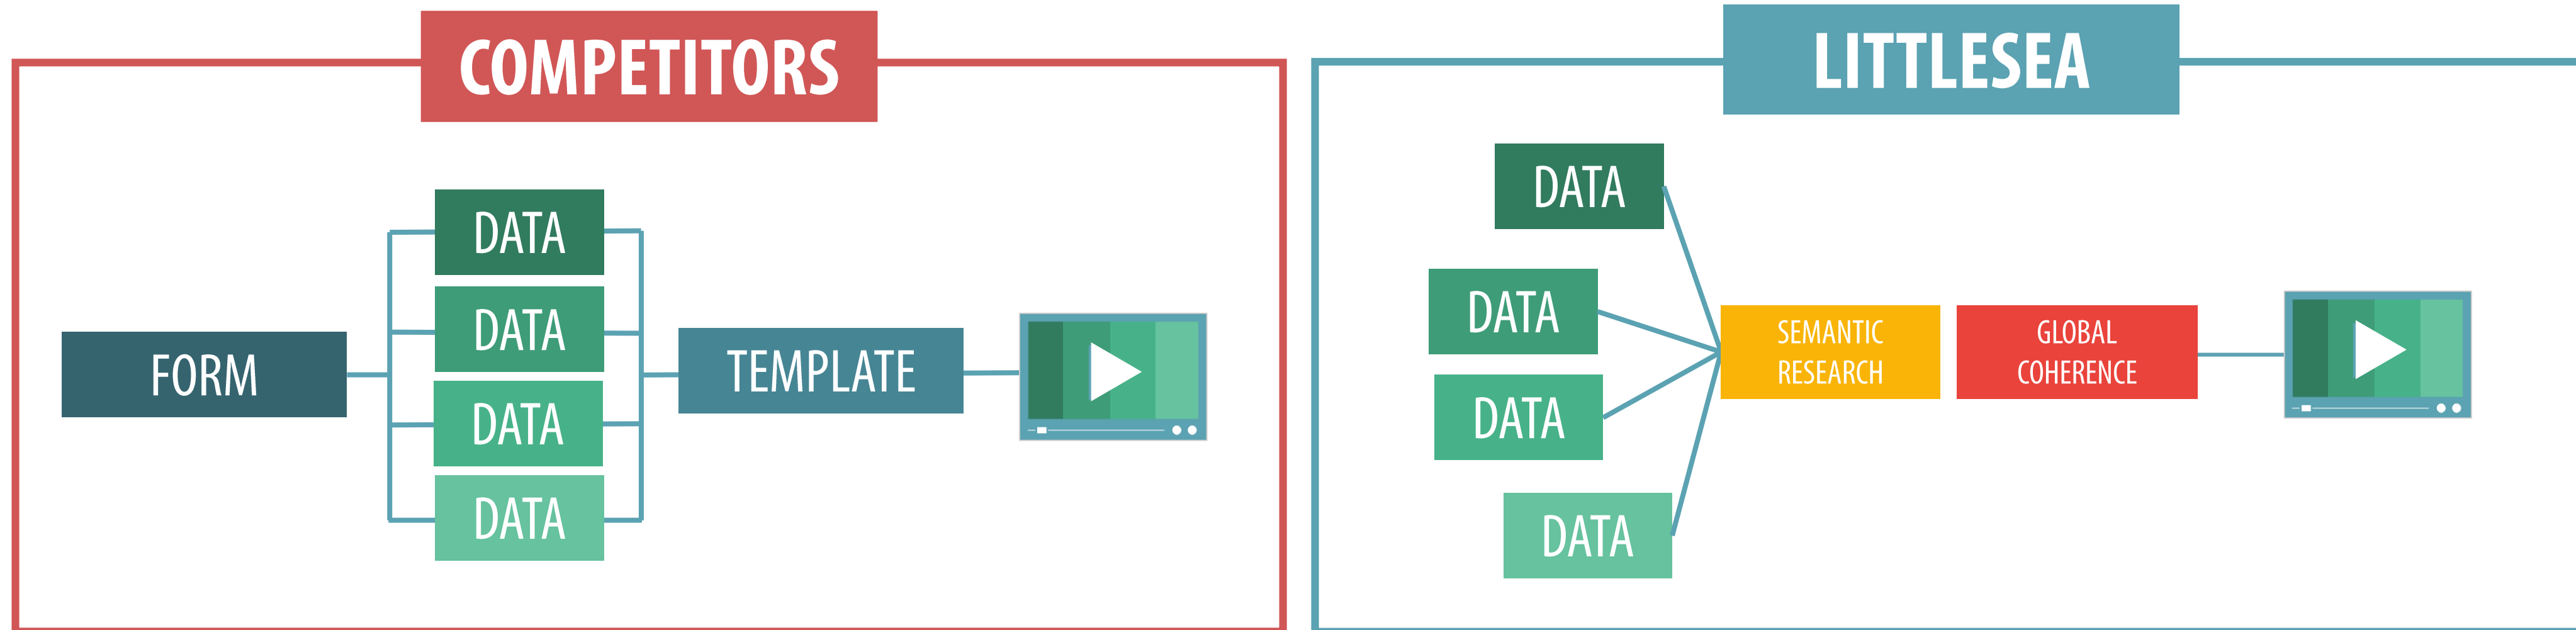 COMPETITORS
FORM
DATA
DATA
DATA
DATA
TEMPLATE
LITTLESEA
DATA
DATA
DATA
DATA
SEMANTIC
RESEARCH
GLOBAL
COHERENCE